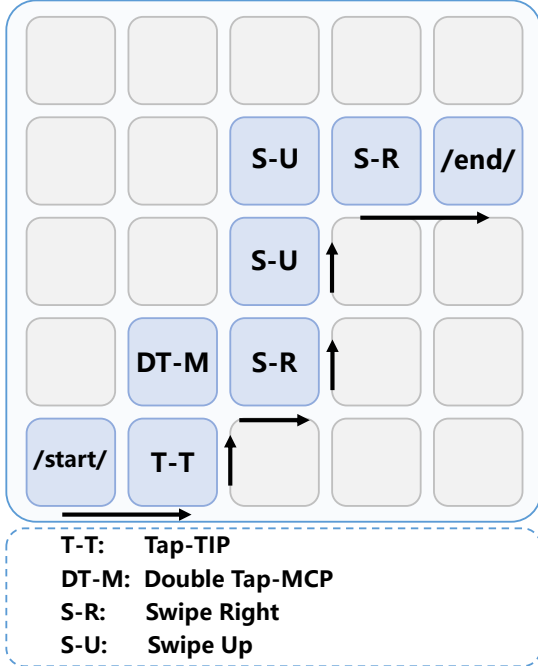 S-U S-R /end/
S-U
DT-M S-R
/start/ T-T
T-T: Tap-TIP
DT-M: Double Tap-MCP
S-R: Swipe Right
S-U: Swipe Up